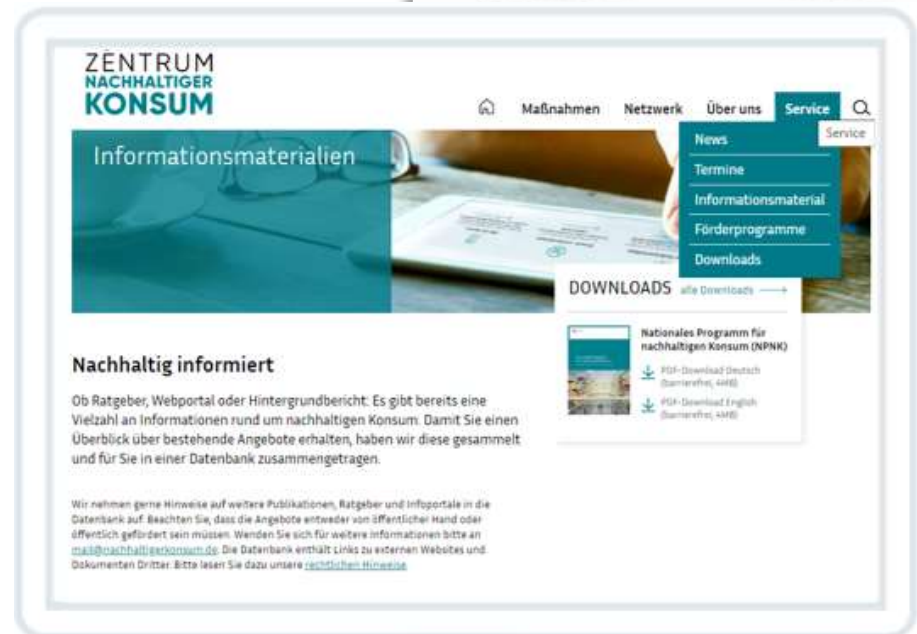 ZENTRUM
NACHHALTIGER
KONSUM
Maßnahmen Netzwerk Über uns Service
Service
News
Termine
Informationsmaterial
Förderprogramme
Downloads
Informationsmaterialien
DOWNLOADS alle Downloads
Nationales Programm für
nachhaltigen Konsum (NPNK)
PDF-Download Deutsch
(barrierefrei, 4MB)
PDF-Download English
(barrierefrei, 4MB)
Nachhaltig informiert
Ob Ratgeber, Webportal oder Hintergrundbericht: Es gibt bereits eine
Vielzahl an Informationen rund um nachhaltigen Konsum. Damit Sie einen
Überblick über bestehende Angebote erhalten, haben wir diese gesammelt
und für Sie in einer Datenbank zusammengetragen.
Wir nehmen gerne Hinweise auf weitere Publikationen, Ratgeber und Infoportale in die
Datenbank auf. Beachten Sie, dass die Angebote entweder von öffentlicher Hand oder
öffentlich gefördert sein müssen. Wenden Sie sich für weitere Informationen bitte an
mail@nachhaltigerkonsum.de. Die Datenbank enthält Links zu externen Websites und
Dokumenten Dritter. Bitte lesen Sie dazu unsere rechtlichen Hinweise